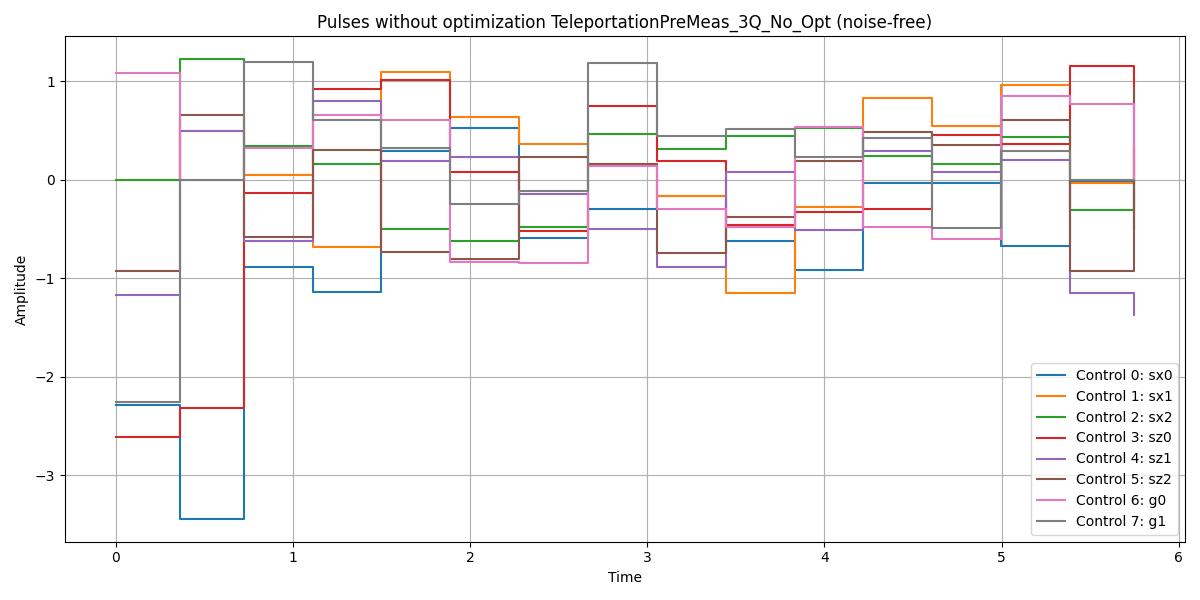 Pulses without optimization TeleportationPreMeas_3Q_No_Opt (noise-free)
Amplitude
1
0
−1
−2
−3
0 1 2 3 4 5 6
Time
Control 0: sx0
Control 1: sx1
Control 2: sx2
Control 3: sz0
Control 4: sz1
Control 5: sz2
Control 6: g0
Control 7: g1